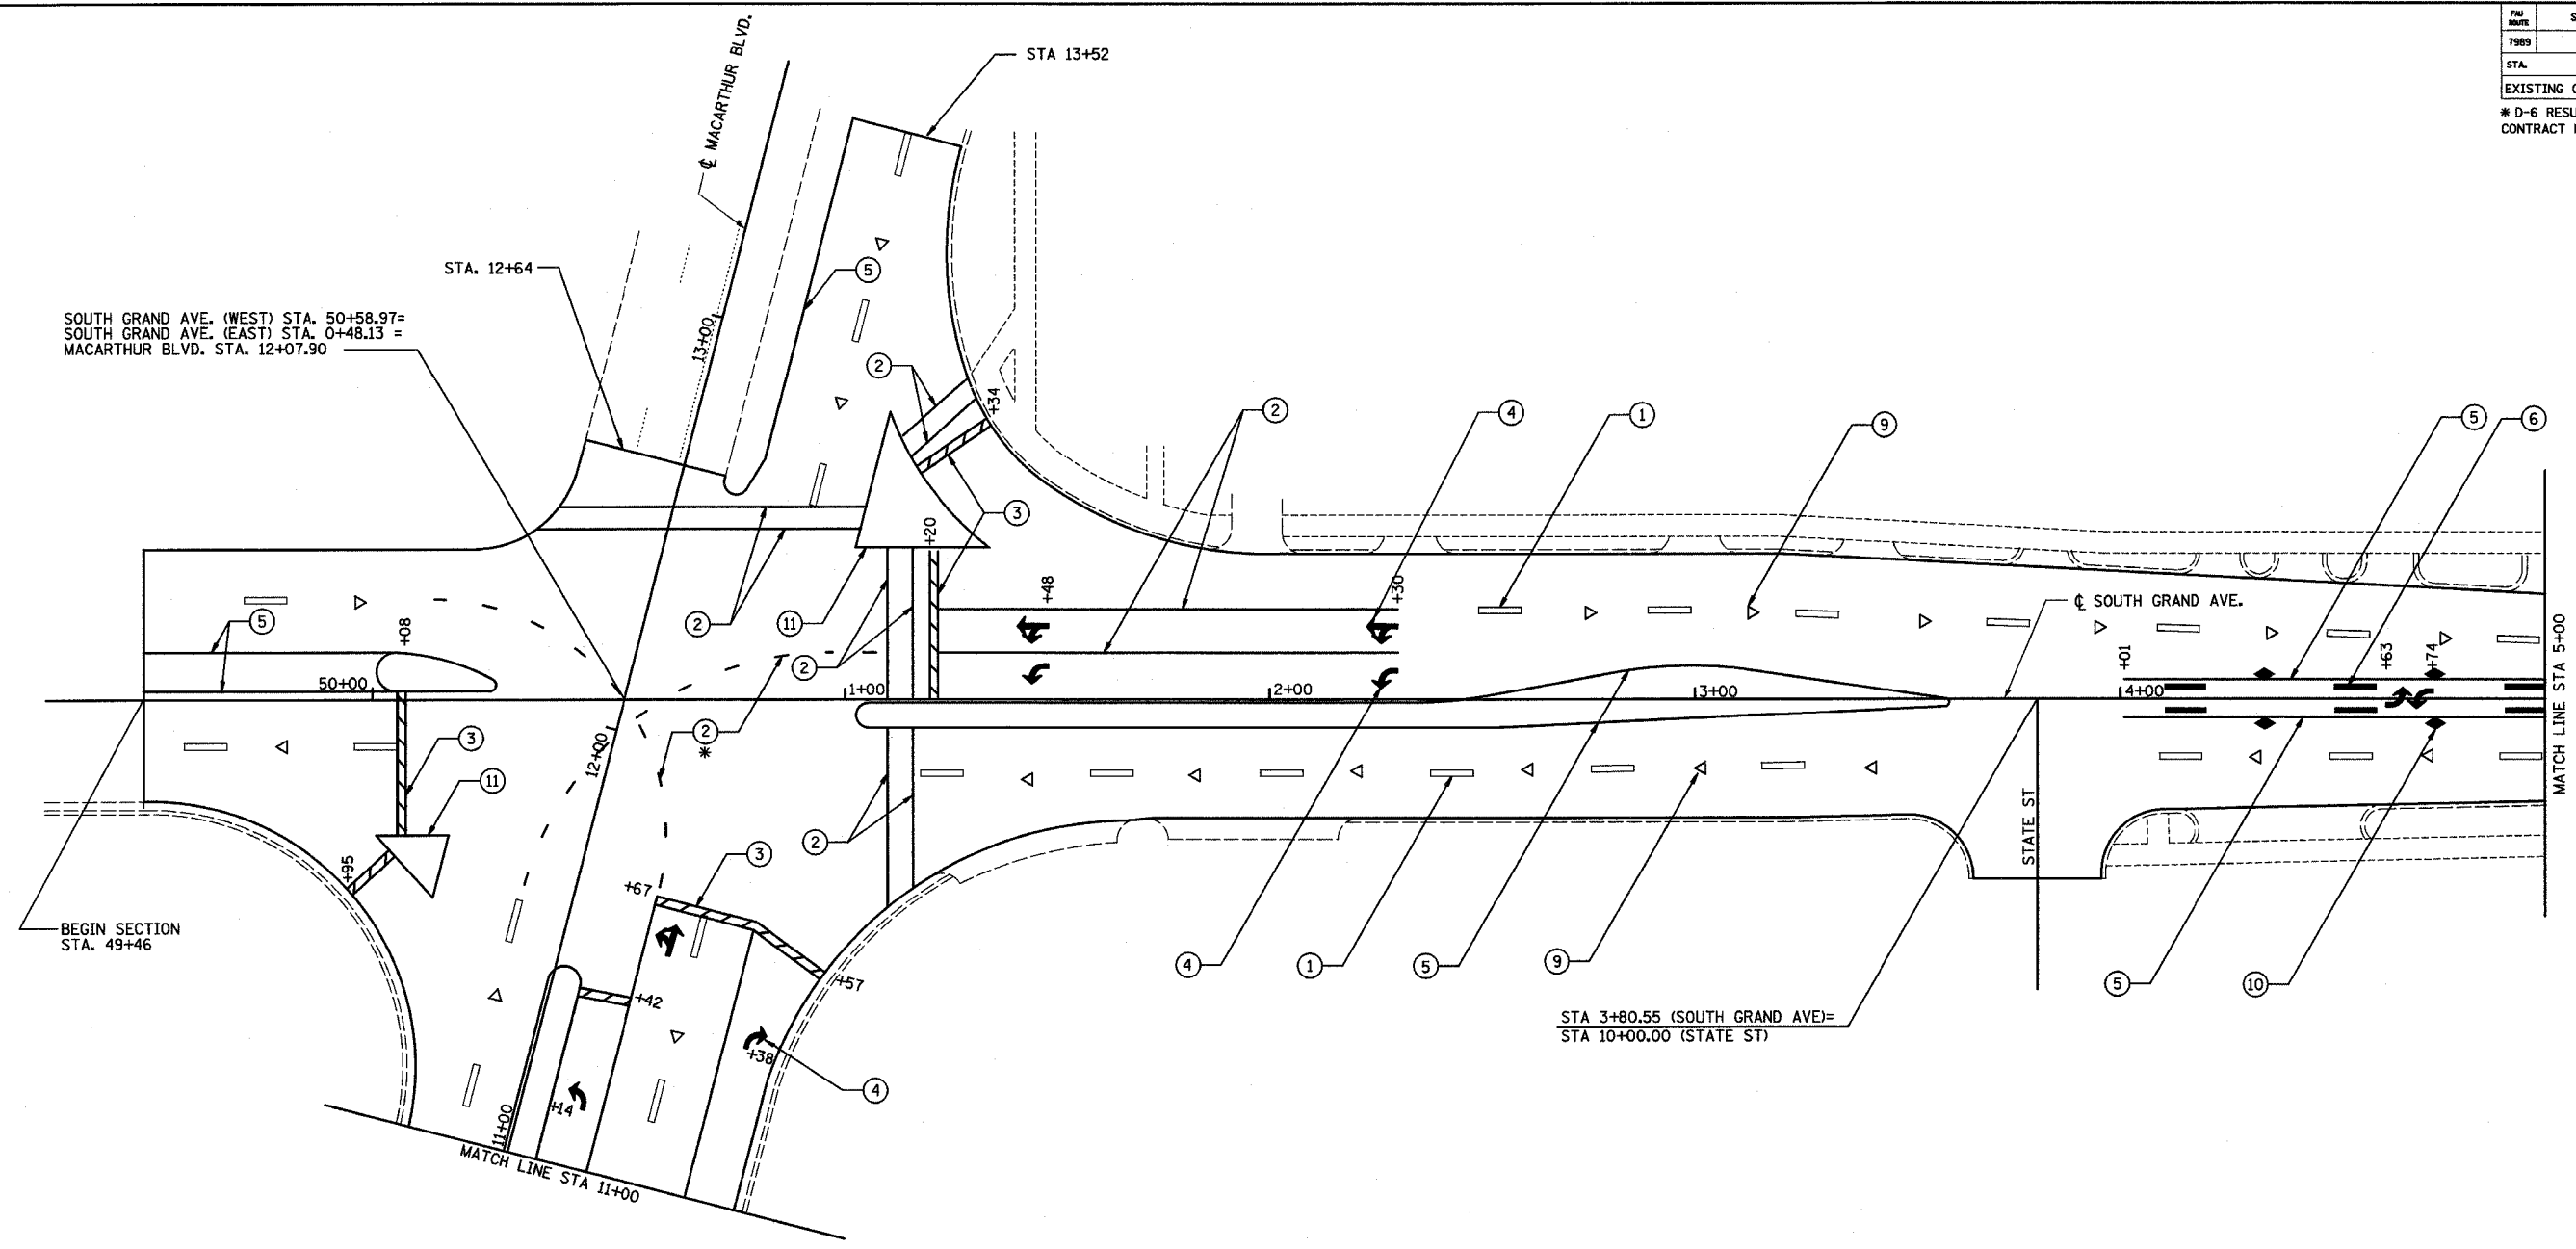 FAU ROUTE
7989
STA.
EXISTING
* D-6
CONTRACT
℄ MACARTHUR BLVD.
STA 13+52
STA. 12+64
5
SOUTH GRAND AVE. (WEST) STA. 50+58.97=
SOUTH GRAND AVE. (EAST) STA. 0+48.13 =
MACARTHUR BLVD. STA. 12+07.90
13+00
2
+34
2
4
1
9
5
6
3
+20
+48
+30
℄ SOUTH GRAND AVE.
5
+08
2
11
2
+01
+63
+74
MATCH LINE STA 5+00
50+00
1+00
2+00
3+00
4+00
12+00
2
*
3
11
2
STATE ST
+95
3
+67
BEGIN SECTION
STA. 49+46
4
1
5
9
5
10
+57
+42
STA 3+80.55 (SOUTH GRAND AVE)=
STA 10+00.00 (STATE ST)
+38
4
+14
11+00
MATCH LINE STA 11+00